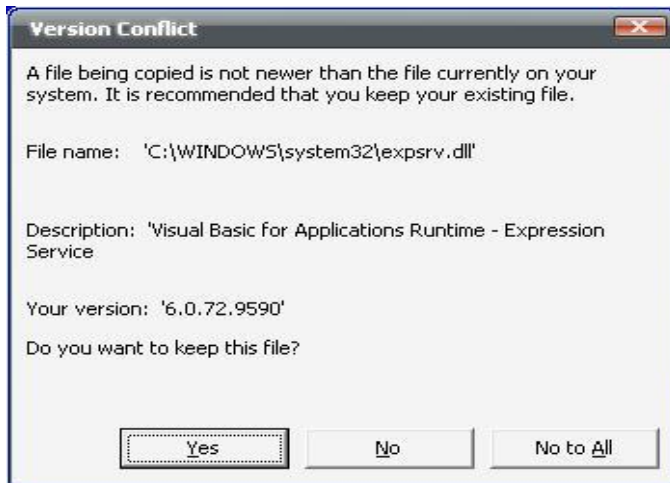 Version Conflict
A file being copied is not newer than the file currently on your
system. It is recommended that you keep your existing file.
File name: 'C:\WINDOWS\system32\expsrv.dll'
Description: 'Visual Basic for Applications Runtime - Expression
Service
Your version: '6.0.72.9590'
Do you want to keep this file?
Yes No No to All